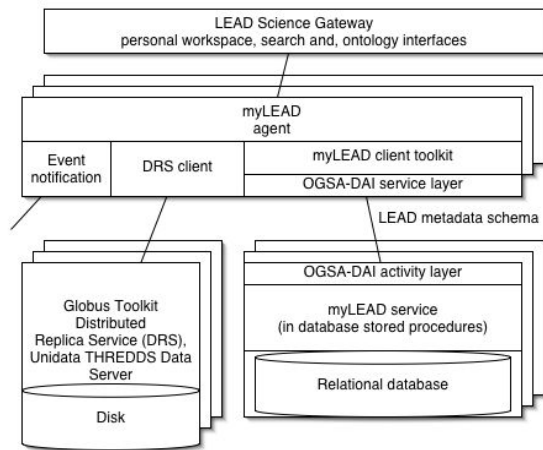 LEAD Science Gateway
personal workspace, search and, ontology interfaces
myLEAD
agent
Event
notification
DRS client
myLEAD client toolkit
OGSA-DAI service layer
LEAD metadata schema
Globus Toolkit
Distributed
Replica Service (DRS),
Unidata THREDDS Data
Server
Disk
OGSA-DAI activity layer
myLEAD service
(in database stored procedures)
Relational database